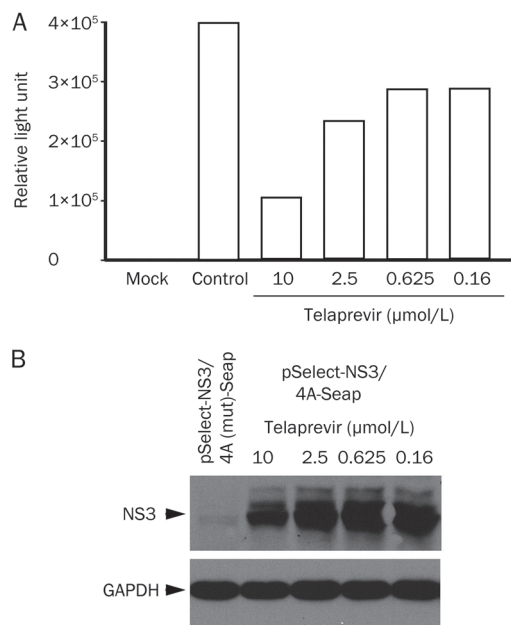 A
Relative light unit
4×10⁵
3×10⁵
2×10⁵
1×10⁵
0
Mock Control 10 2.5 0.625 0.16
Telaprevir (µmol/L)
B
pSelect-NS3/
4A (mut)-Seap
pSelect-NS3/
4A-Seap
Telaprevir (µmol/L)
10 2.5 0.625 0.16
NS3
GAPDH